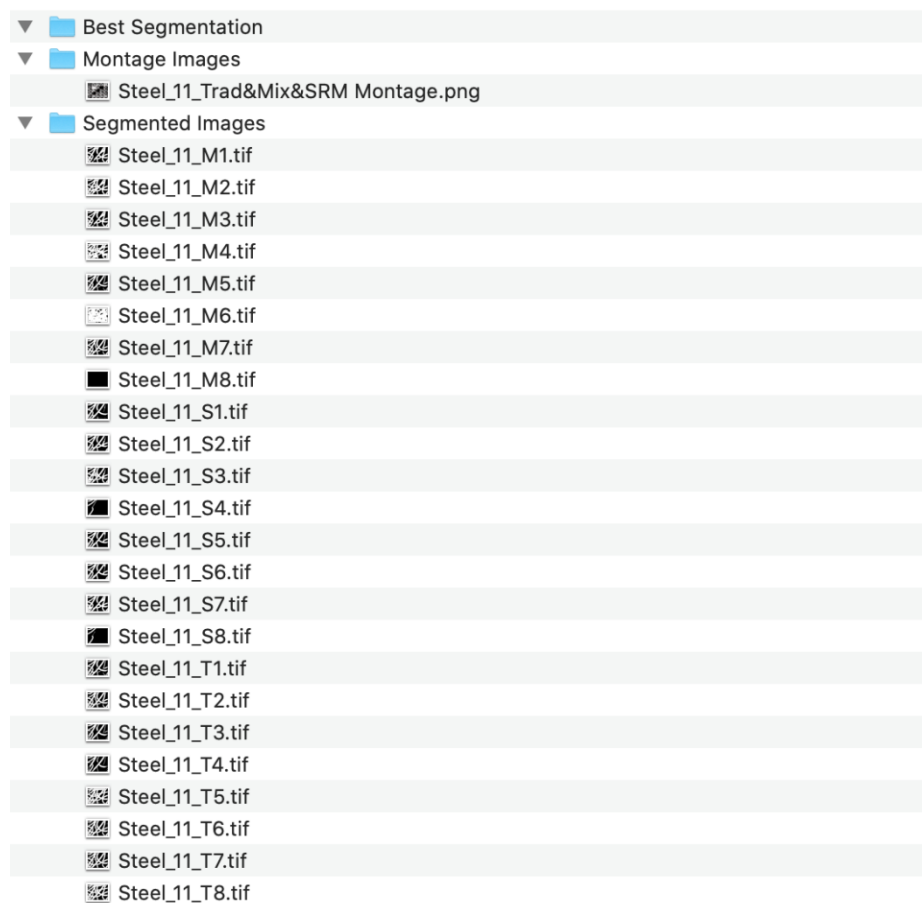 Best Segmentation
Montage Images
Steel_11_Trad&Mix&SRM Montage.png
Segmented Images
Steel_11_M1.tif
Steel_11_M2.tif
Steel_11_M3.tif
Steel_11_M4.tif
Steel_11_M5.tif
Steel_11_M6.tif
Steel_11_M7.tif
Steel_11_M8.tif
Steel_11_S1.tif
Steel_11_S2.tif
Steel_11_S3.tif
Steel_11_S4.tif
Steel_11_S5.tif
Steel_11_S6.tif
Steel_11_S7.tif
Steel_11_S8.tif
Steel_11_T1.tif
Steel_11_T2.tif
Steel_11_T3.tif
Steel_11_T4.tif
Steel_11_T5.tif
Steel_11_T6.tif
Steel_11_T7.tif
Steel_11_T8.tif